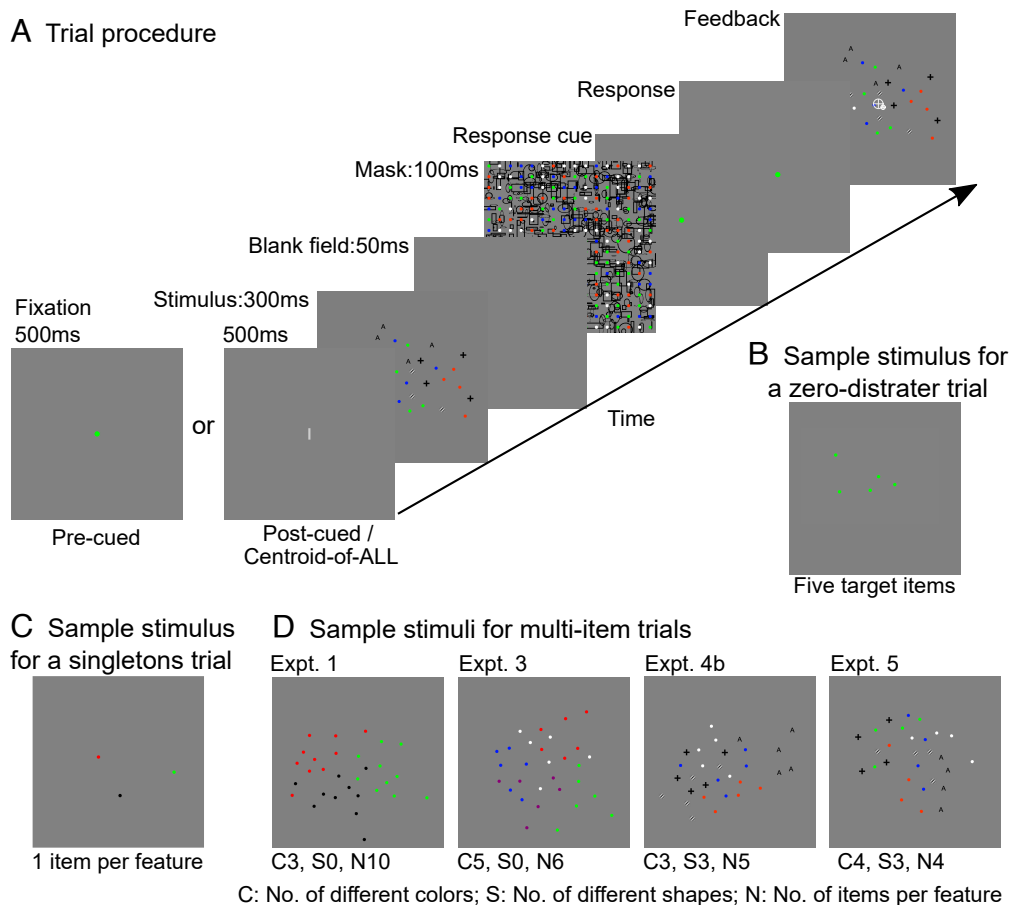 A Trial procedure
Feedback
Response
Response cue
Mask:100ms
Blank field:50ms
Stimulus:300ms
Fixation
500ms
500ms
or
Pre-cued
Post-cued /
Centroid-of-ALL
Time
B Sample stimulus for
a zero-distrater trial
Five target items
C Sample stimulus
for a singletons trial
1 item per feature
D Sample stimuli for multi-item trials
Expt. 1
Expt. 3
Expt. 4b
Expt. 5
C3, S0, N10
C5, S0, N6
C3, S3, N5
C4, S3, N4
C: No. of different colors; S: No. of different shapes; N: No. of items per feature